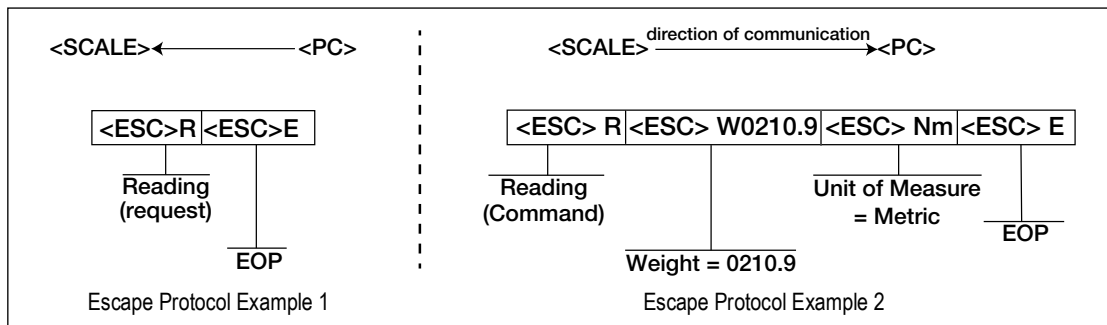 <SCALE> <PC>
<ESC>R <ESC>E
Reading
(request)
EOP
Escape Protocol Example 1
direction of communication
<SCALE> <PC>
<ESC> R <ESC> W0210.9 <ESC> Nm <ESC> E
Reading
(Command)
Unit of Measure
= Metric
EOP
Weight = 0210.9
Escape Protocol Example 2